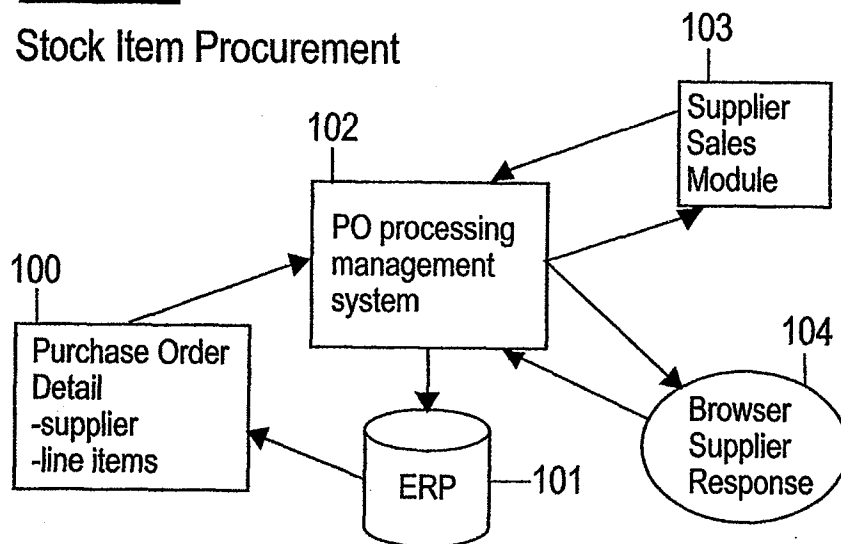 Stock Item Procurement
103
Supplier
Sales
Module
102
PO processing
management
system
100
Purchase Order
Detail
-supplier
-line items
104
Browser
Supplier
Response
ERP
101